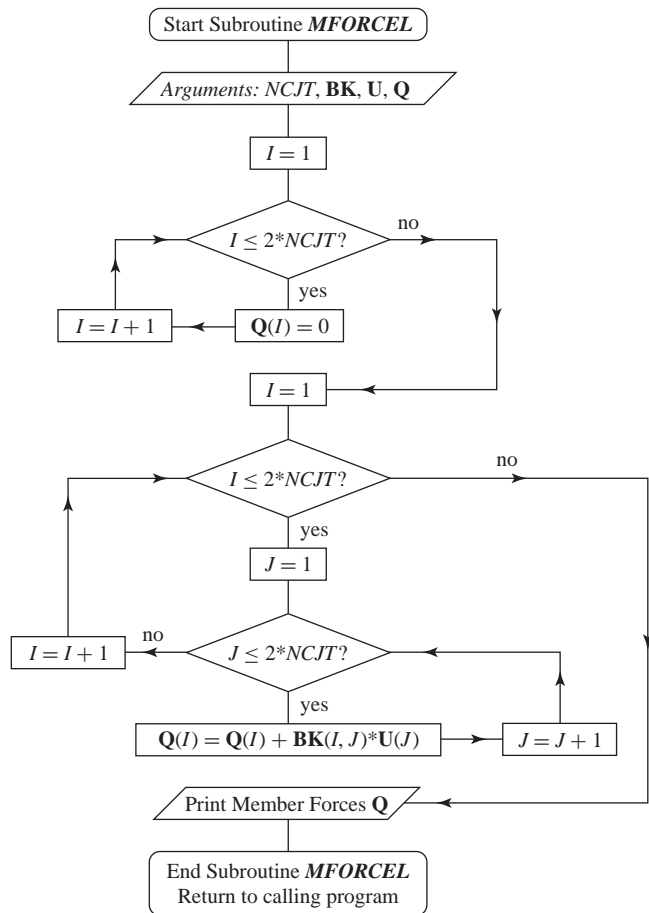 Start Subroutine MFORCEL
Arguments: NCJT, BK, U, Q
I = 1
I ≤ 2*NCJT?
no
yes
I = I + 1
Q(I) = 0
I = 1
I ≤ 2*NCJT?
no
yes
J = 1
I = I + 1
no
J ≤ 2*NCJT?
yes
Q(I) = Q(I) + BK(I, J)*U(J)
J = J + 1
Print Member Forces Q
End Subroutine MFORCEL
Return to calling program